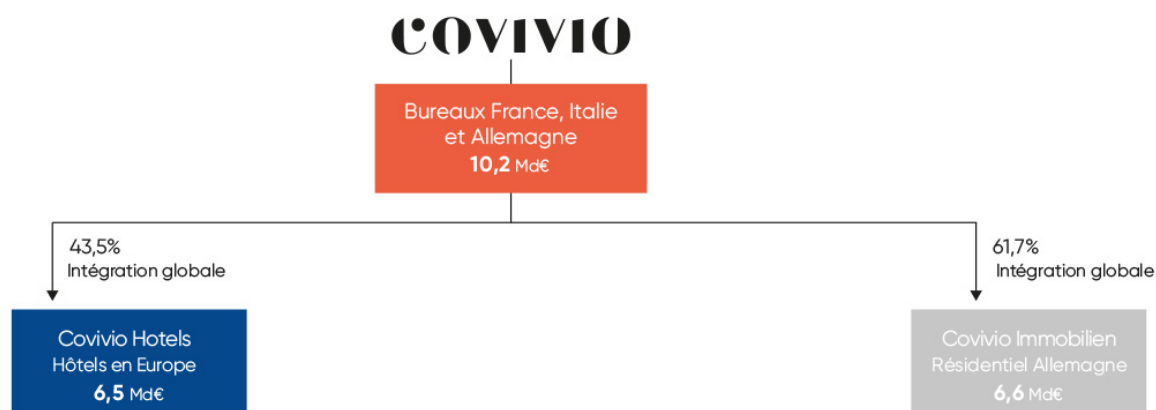 COVIVIO
Bureaux France, Italie
et Allemagne
10,2 Md€
43,5%
Intégration globale
61,7%
Intégration globale
Covivio Hotels
Hôtels en Europe
6,5 Md€
Covivio Immobilien
Résidentiel Allemagne
6,6 Md€